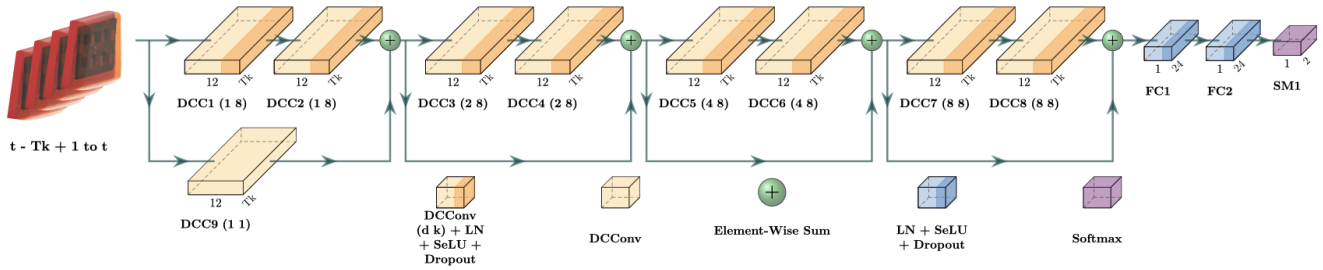 t - Tk + 1 to t
12 Tk
DCC1 (1 8)
12 Tk
DCC2 (1 8)
+
12 Tk
DCC3 (2 8)
12 Tk
DCC4 (2 8)
+
12 Tk
DCC5 (4 8)
12 Tk
DCC6 (4 8)
+
12 Tk
DCC7 (8 8)
12 Tk
DCC8 (8 8)
+
1 24
FC1
1 24
FC2
1 2
SM1
12 Tk
DCC9 (1 1)
DCConv
(d k) + LN
+ SeLU +
Dropout
DCConv
+
Element-Wise Sum
LN + SeLU
+ Dropout
Softmax